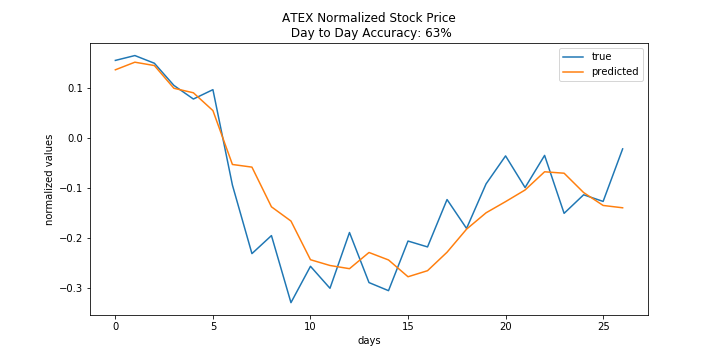 ATEX Normalized Stock Price
Day to Day Accuracy: 63%
true
predicted
normalized values
0.1
0.0
−0.1
−0.2
−0.3
0
5
10
15
20
25
days